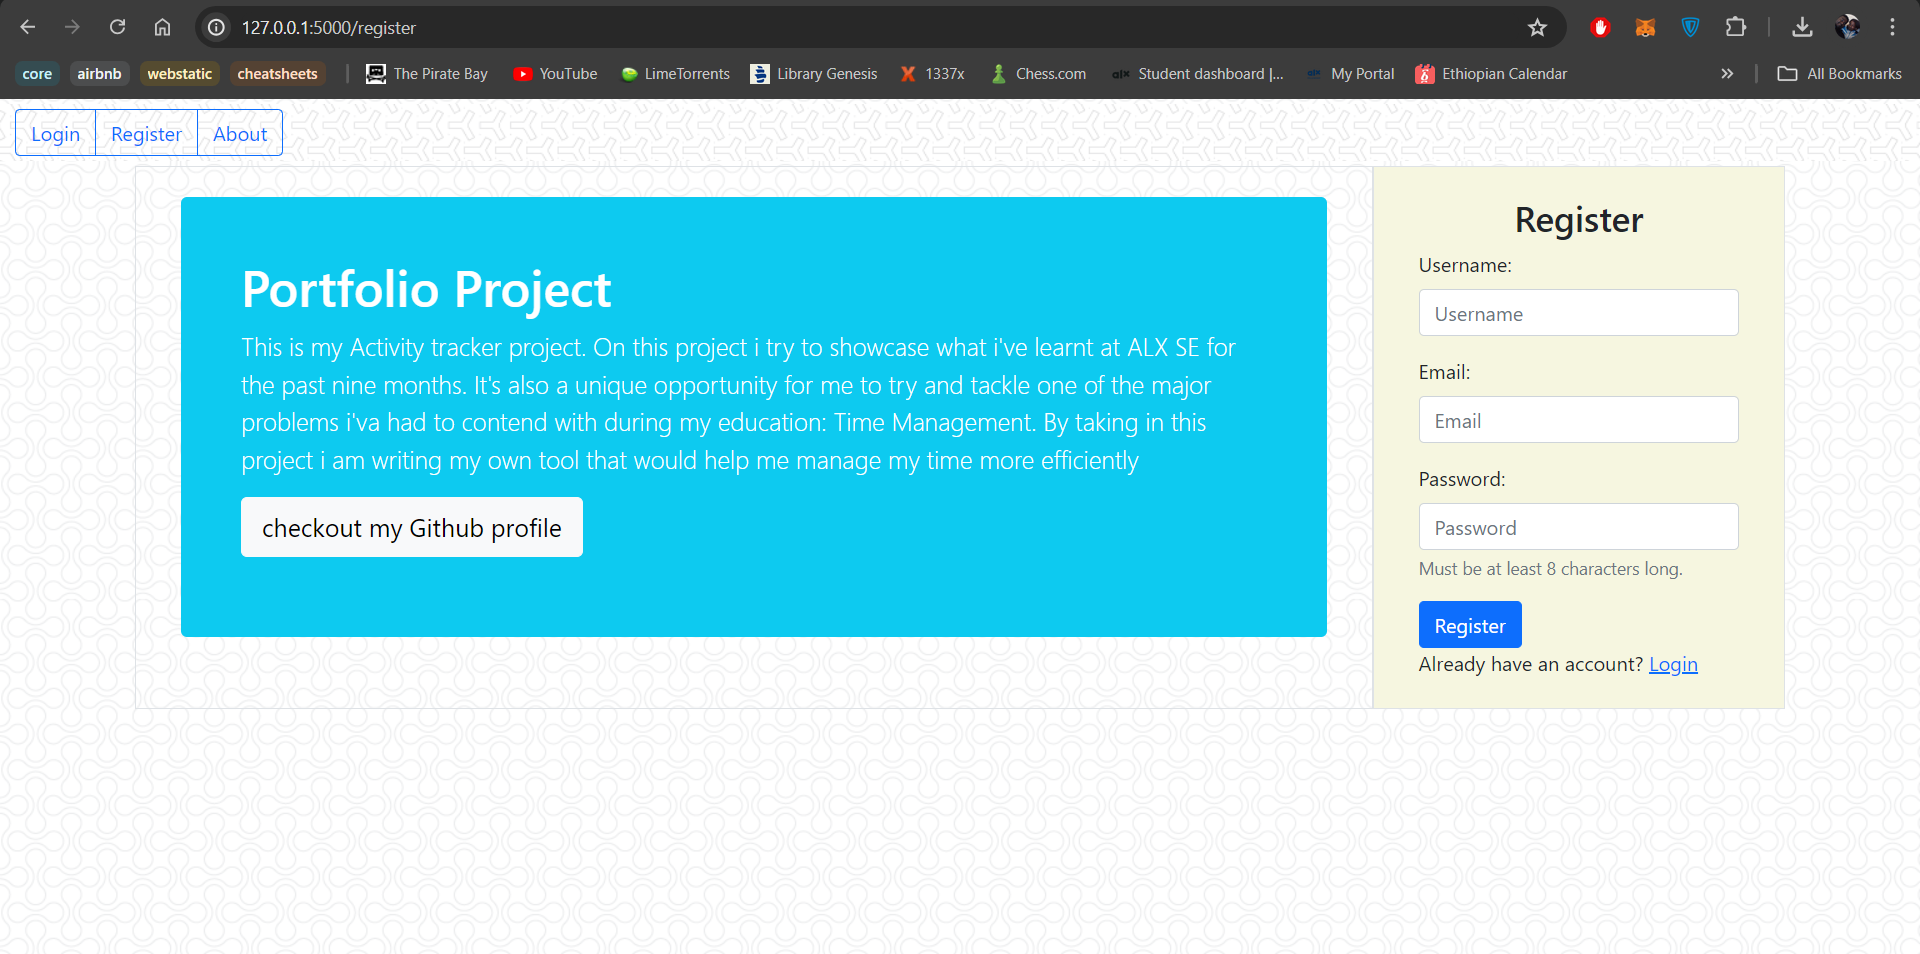 127.0.0.1:5000/register
core airbnb webstatic cheatsheets The Pirate Bay YouTube LimeTorrents Library Genesis 1337x Chess.com alx Student dashboard |... My Portal Ethiopian Calendar » All Bookmarks
Login Register About
Portfolio Project
This is my Activity tracker project. On this project i try to showcase what i've learnt at ALX SE for
the past nine months. It's also a unique opportunity for me to try and tackle one of the major
problems i'va had to contend with during my education: Time Management. By taking in this
project i am writing my own tool that would help me manage my time more efficiently
checkout my Github profile
Register
Username:
Username
Email:
Email
Password:
Password
Must be at least 8 characters long.
Register
Already have an account? Login